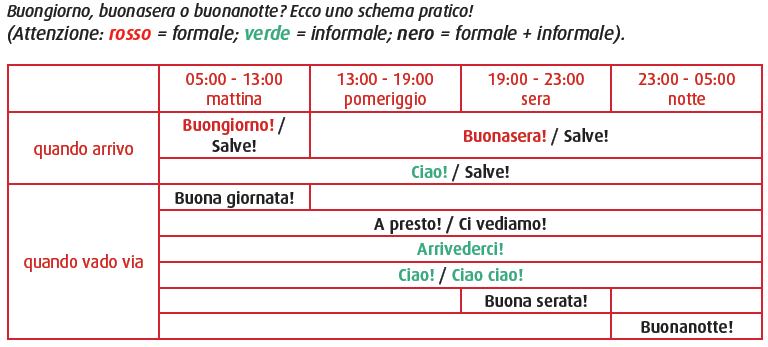 Buongiorno, buonasera o buonanotte? Ecco uno schema pratico!
(Attenzione: rosso = formale; verde = informale; nero = formale + informale).
05:00 - 13:00 13:00 - 19:00 19:00 - 23:00 23:00 - 05:00
mattina pomeriggio sera notte
quando arrivo
Buongiorno! /
Salve!
Buonasera! / Salve!
Ciao! / Salve!
quando vado via
Buona giornata!
A presto! / Ci vediamo!
Arrivederci!
Ciao! / Ciao ciao!
Buona serata!
Buonanotte!